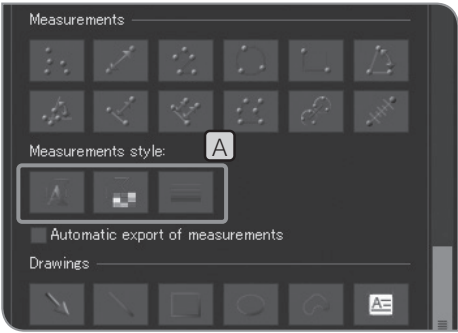 Measurements
A
Measurements style:
Automatic export of measurements
Drawings
A